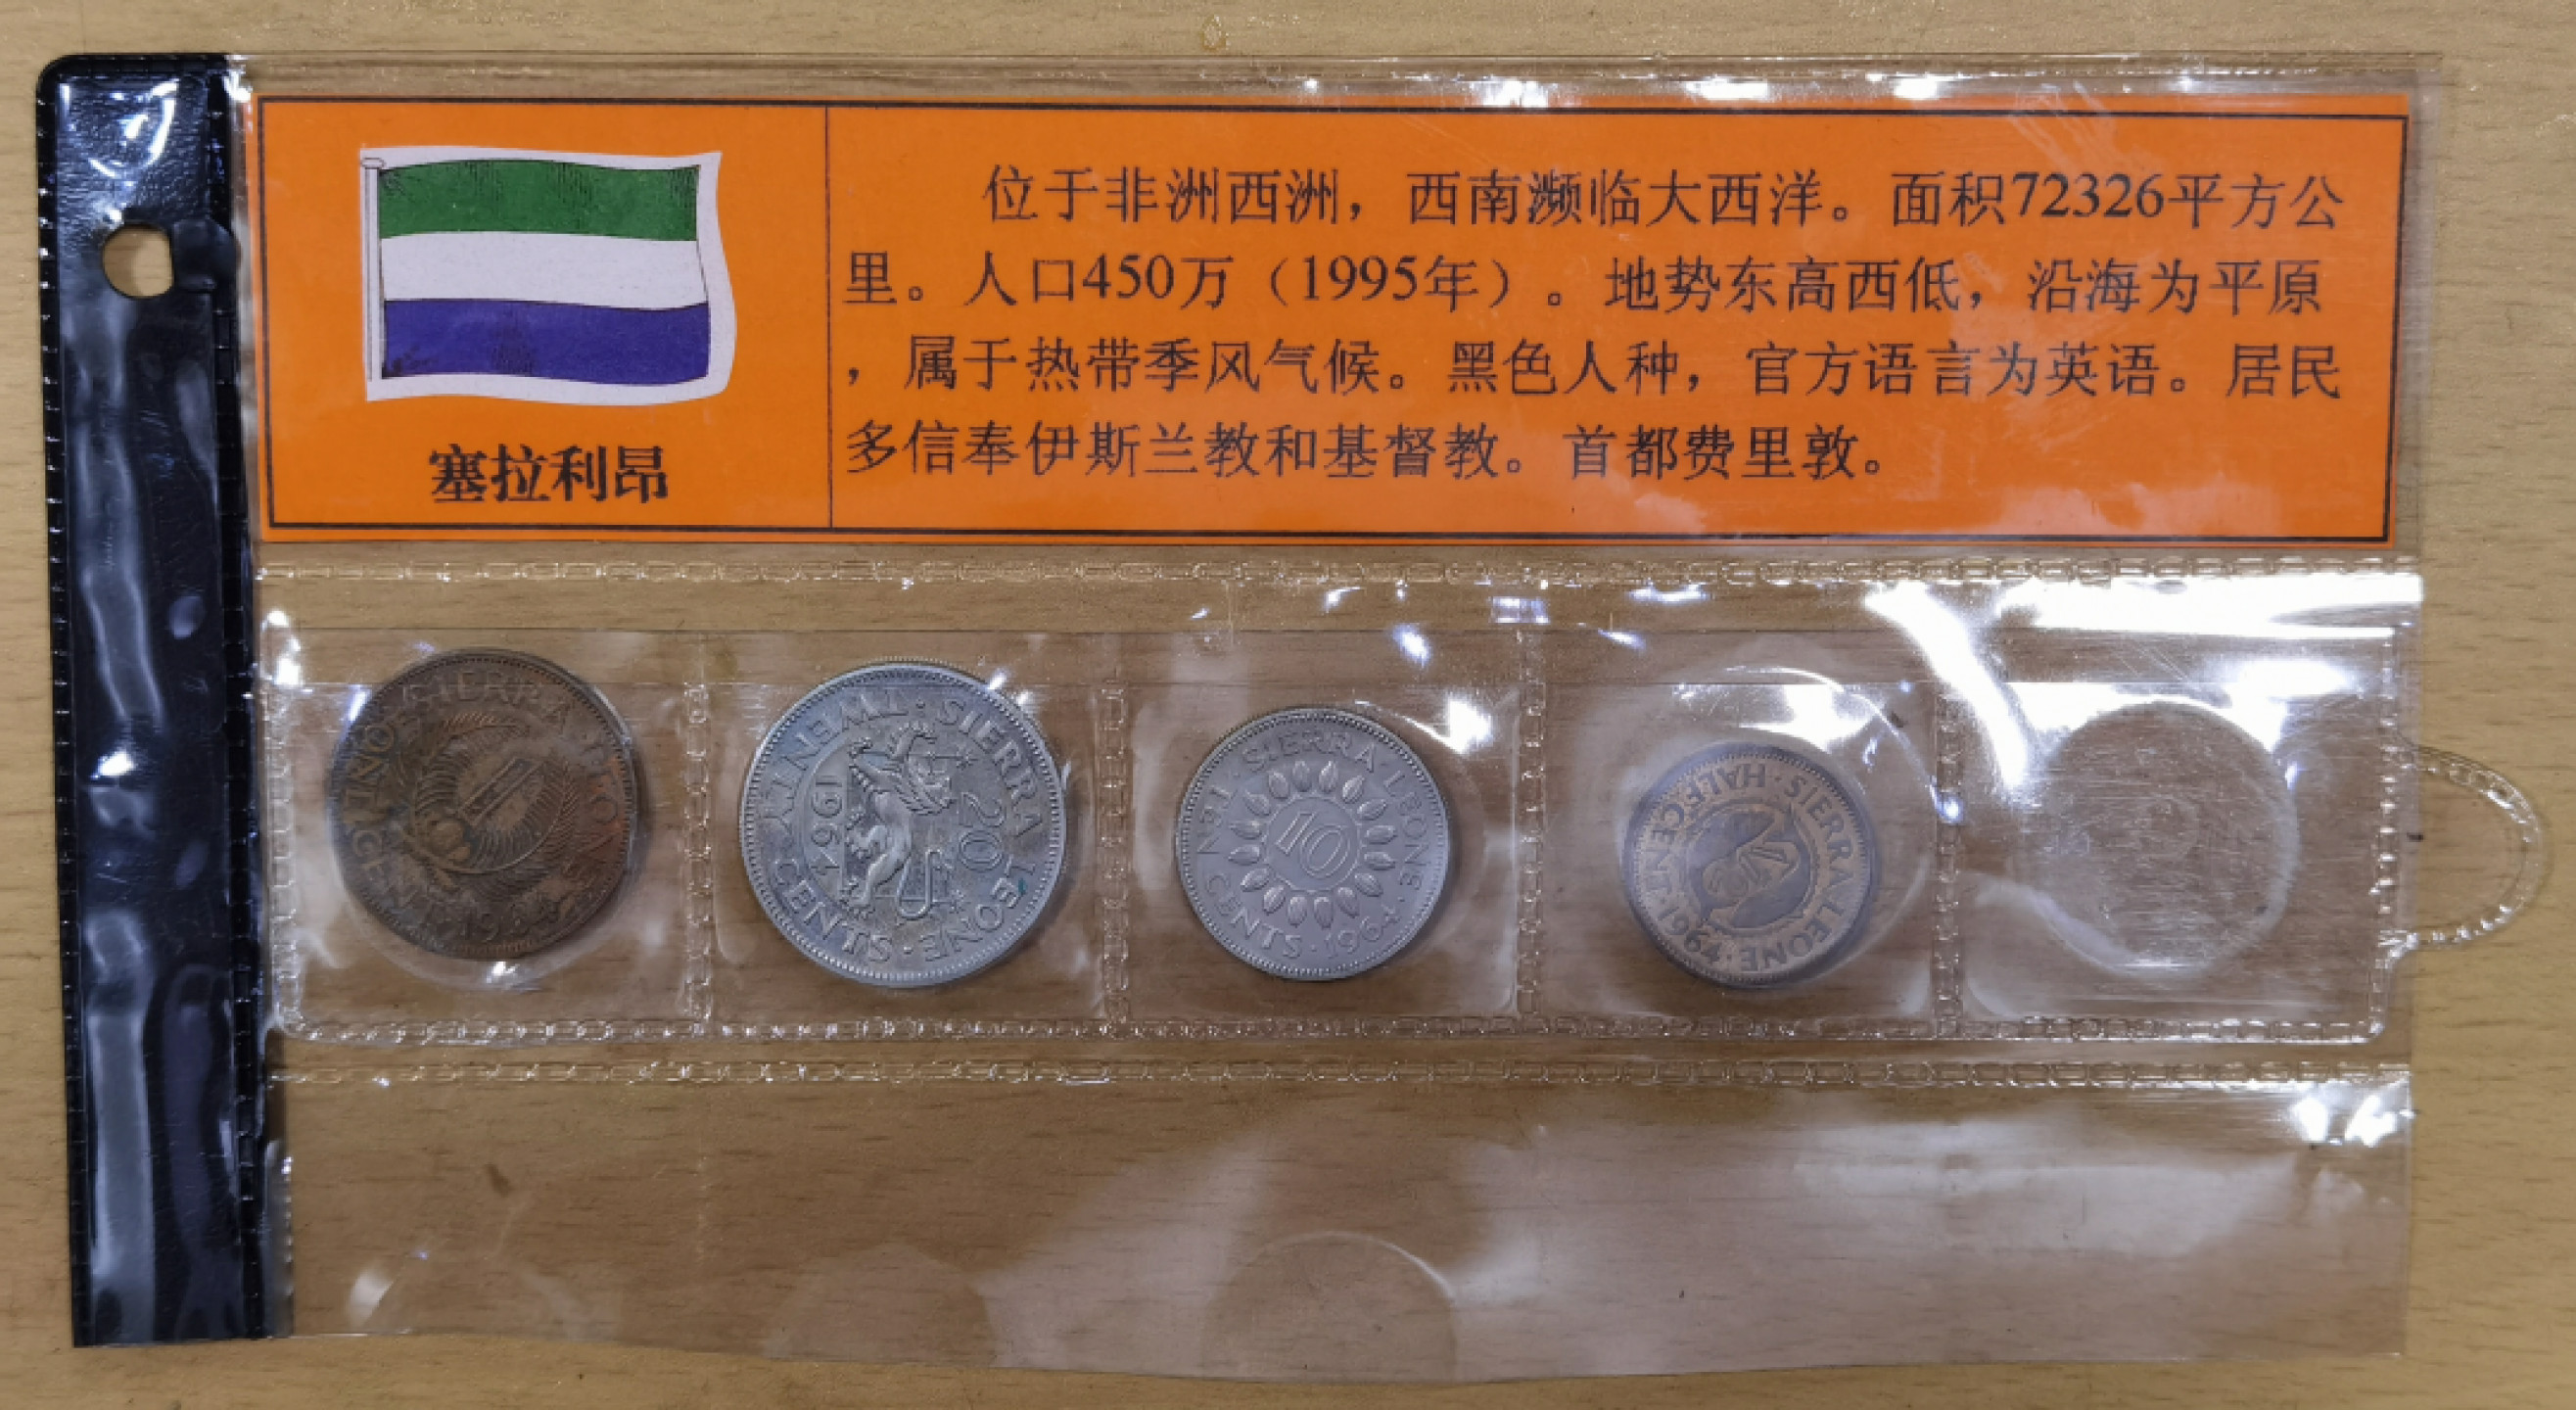 塞拉利昂
位于非洲西洲，西南濒临大西洋。面积72326平方公
里。人口450万（1995年）。地势东高西低，沿海为平原
，属于热带季风气候。黑色人种，官方语言为英语。居民
多信奉伊斯兰教和基督教。首都费里敦。
SIERRA LEONE · ONE CENT · 1964
SIERRA LEONE · TWENTY CENTS ·
1964
20
SIERRA · LEONE · 1964 · TEN CENTS
10
SIERRA LEONE · 1964 · HALF CENT